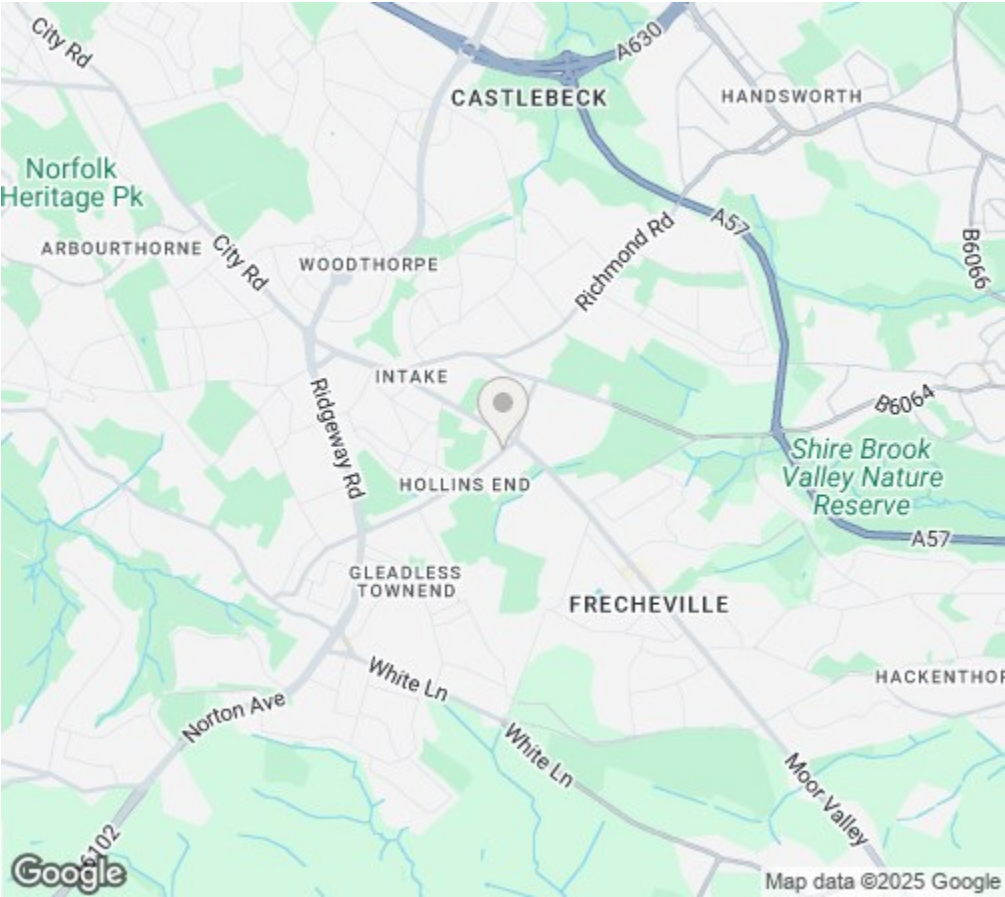 City Rd
A630
CASTLEBECK
HANDSWORTH
Norfolk
Heritage Pk
A57
Richmond Rd
B6066
ARBOURTHORNE
City Rd
WOODTHORPE
INTAKE
Ridgeway Rd
B6064
Shire Brook
Valley Nature
Reserve
HOLLINS END
A57
GLEADLESS
TOWNEND
FRECHEVILLE
White Ln
HACKENTHOR
Norton Ave
White Ln
Moor Valley
6102
Google
Map data ©2025 Google